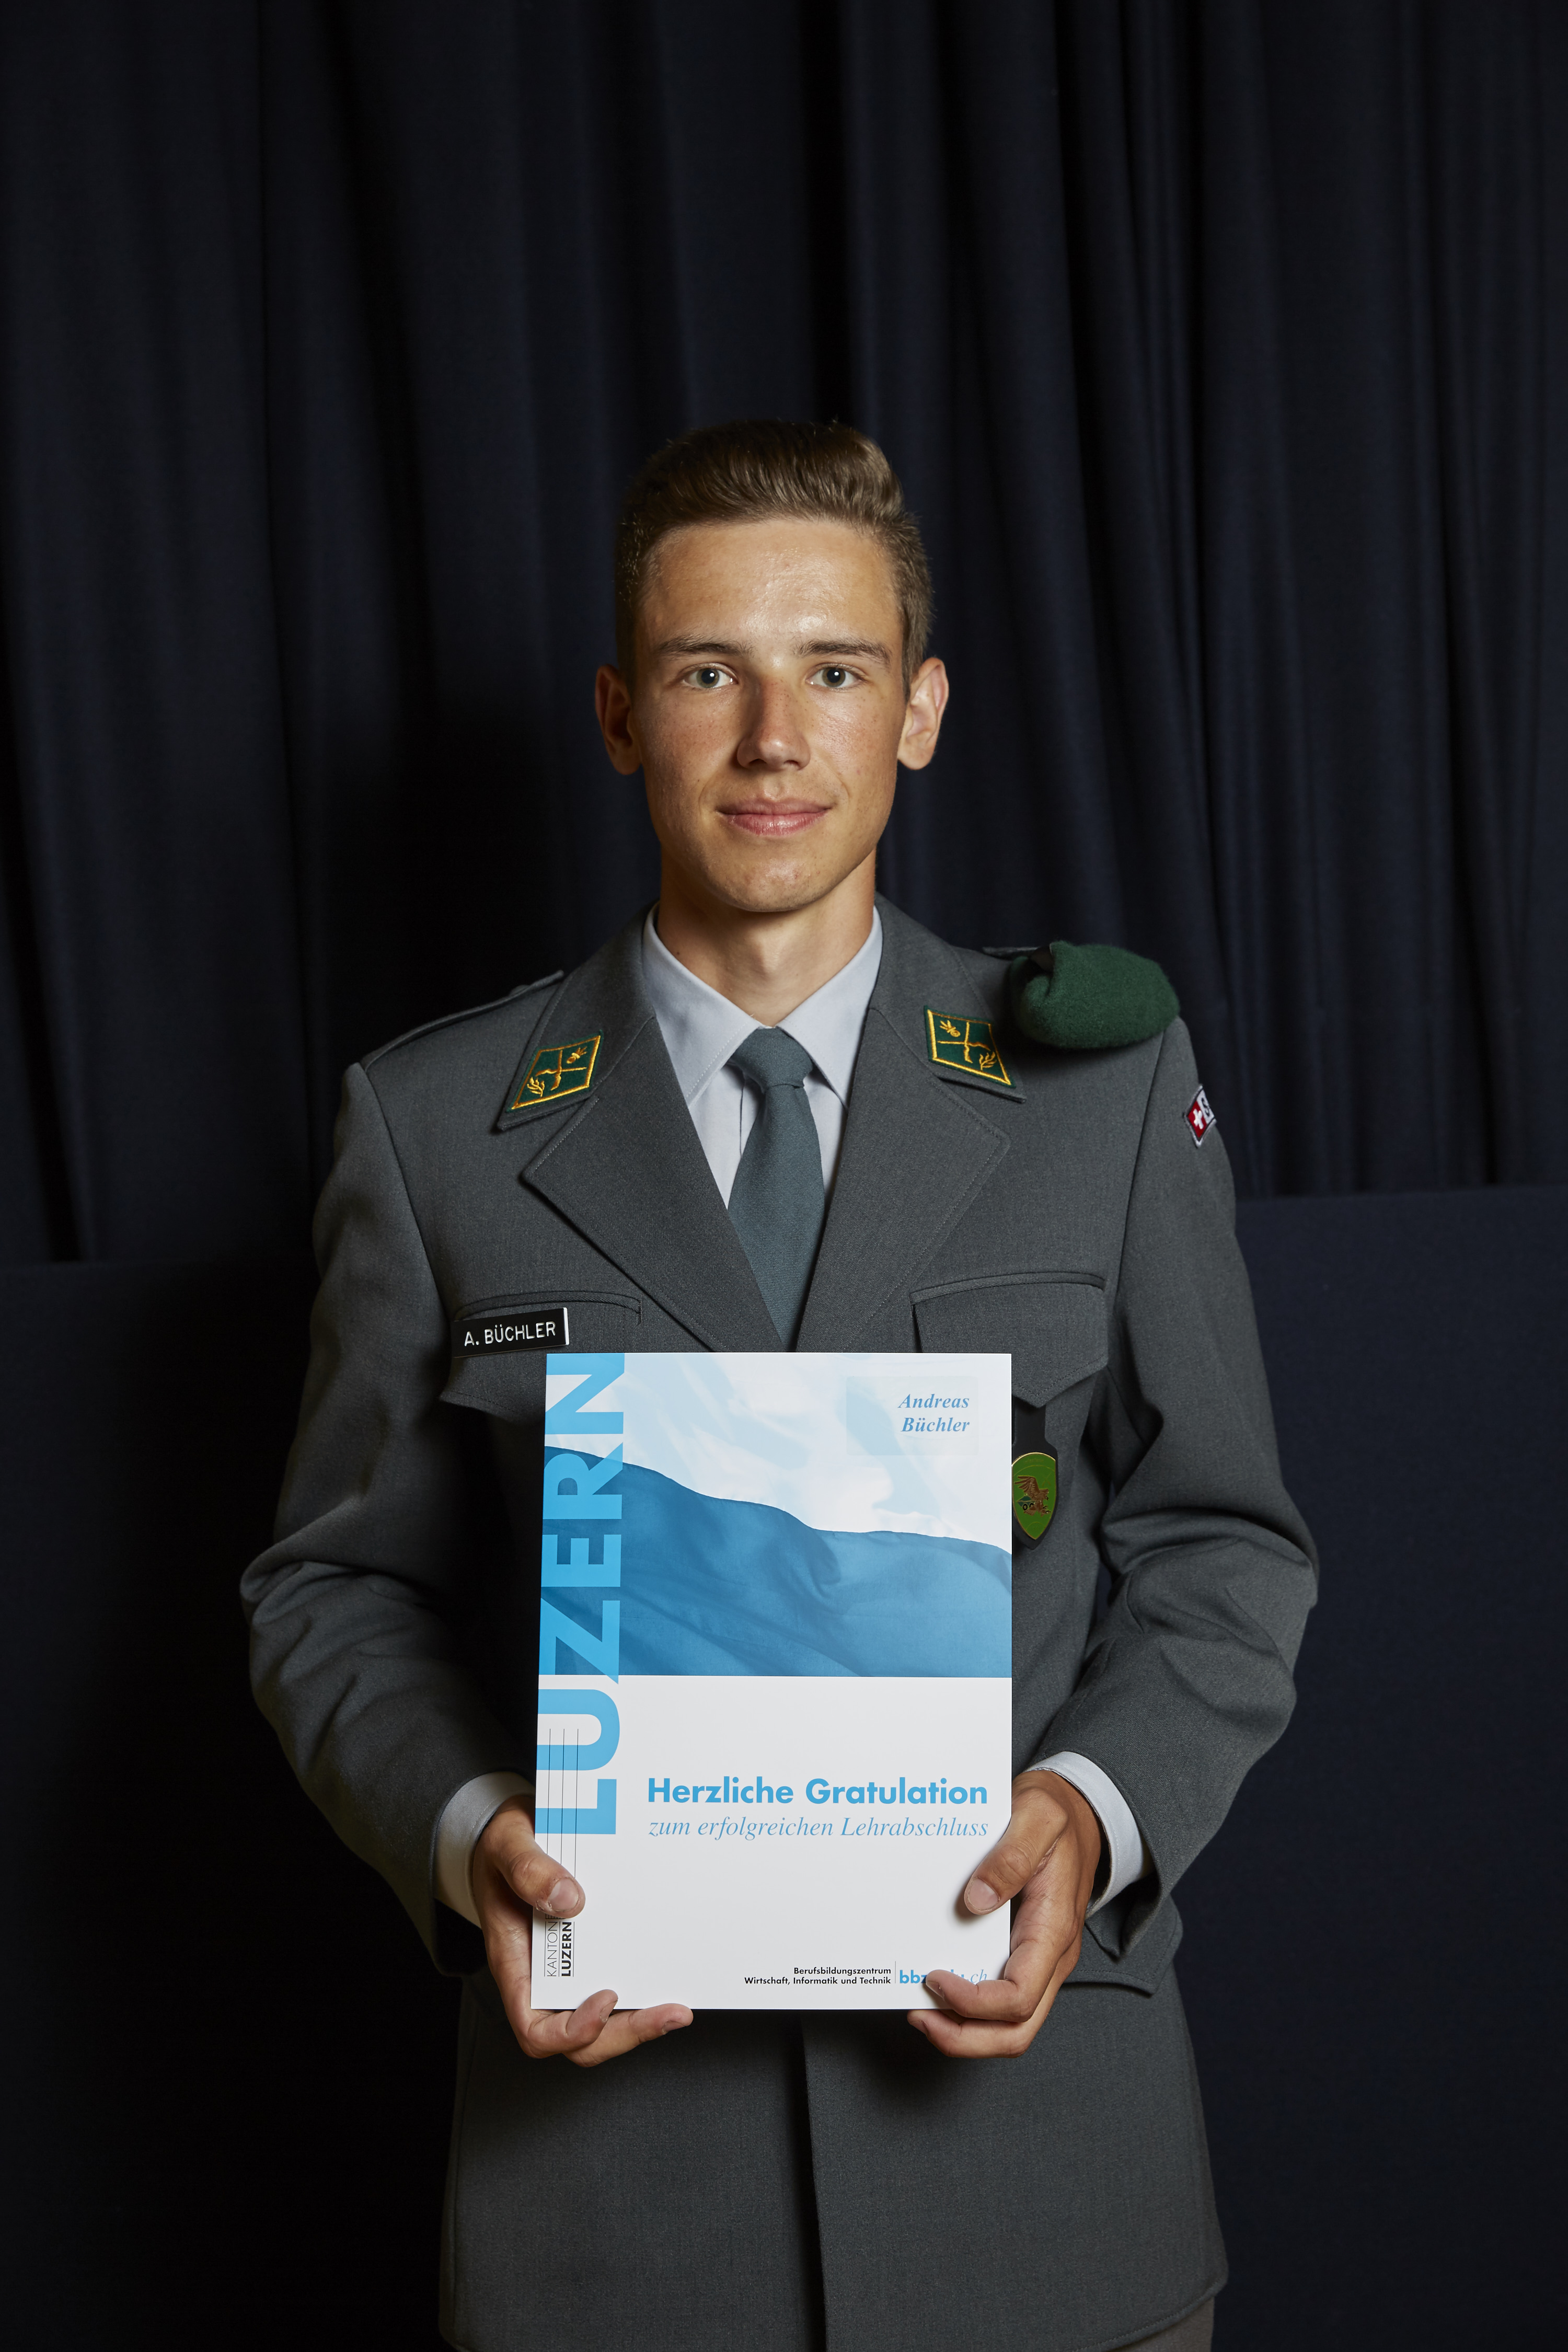 A. BÜCHLER
LUZERN
Andreas
Büchler
Herzliche Gratulation
zum erfolgreichen Lehrabschluss
KANTON
LUZERN
Berufsbildungszentrum
Wirtschaft, Informatik und Technik